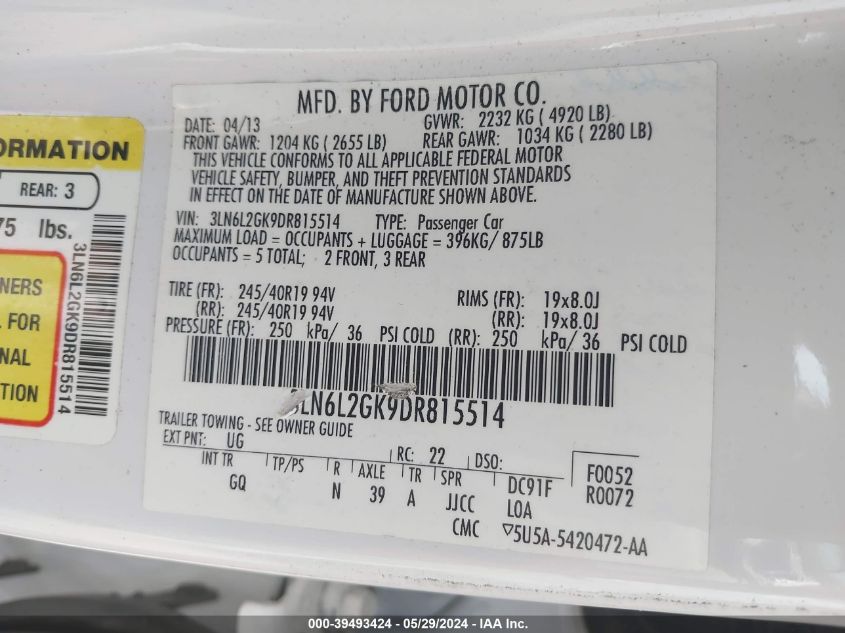 MFD. BY FORD MOTOR CO.
DATE: 04/13 GVWR: 2232 KG ( 4920 LB)
FRONT GAWR: 1204 KG ( 2655 LB) REAR GAWR: 1034 KG ( 2280 LB)
THIS VEHICLE CONFORMS TO ALL APPLICABLE FEDERAL MOTOR
VEHICLE SAFETY, BUMPER, AND THEFT PREVENTION STANDARDS
IN EFFECT ON THE DATE OF MANUFACTURE SHOWN ABOVE.
VIN: 3LN6L2GK9DR815514 TYPE: Passenger Car
MAXIMUM LOAD = OCCUPANTS + LUGGAGE = 396KG/ 875LB
OCCUPANTS = 5 TOTAL; 2 FRONT, 3 REAR
TIRE (FR): 245/40R19 94V RIMS (FR): 19x8.0J
(RR): 245/40R19 94V (RR): 19x8.0J
PRESSURE (FR): 250 kPa/ 36 PSI COLD (RR): 250 kPa/ 36 PSI COLD
3LN6L2GK9DR815514
TRAILER TOWING - SEE OWNER GUIDE
EXT PNT: UG RC: 22 DSO: F0052
INT TR TP/PS R AXLE TR SPR DC91F R0072
GQ N 39 A JJCC LOA
CMC ▽5U5A-5420472-AA
ORMATION
REAR: 3
75 lbs.
3LN6L2GK9DR815514
NERS
L FOR
NAL
TION
000-39493424 - 05/29/2024 - IAA Inc.